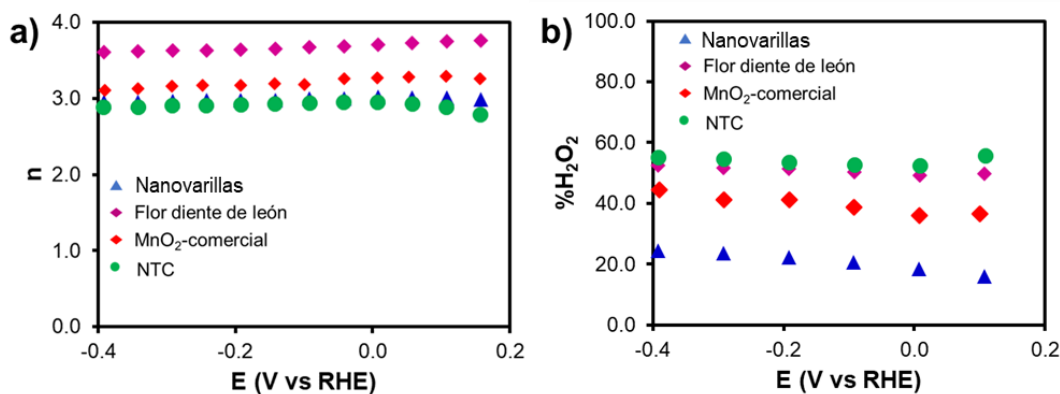 a)
4.0
3.0
2.0
1.0
0.0
n
Nanovarillas
Flor diente de león
MnO₂-comercial
NTC
-0.4
-0.2
0.0
0.2
E (V vs RHE)
b)
100.0
80.0
60.0
40.0
20.0
0.0
%H₂O₂
Nanovarillas
Flor diente de león
MnO₂-comercial
NTC
-0.4
-0.2
0.0
0.2
E (V vs RHE)